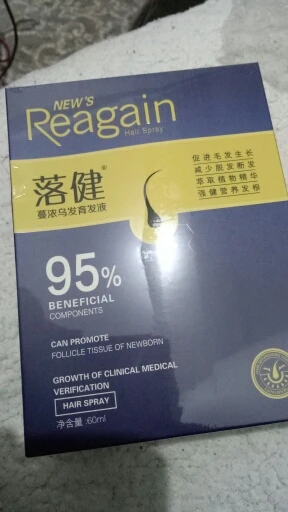 NEW'S
Reagain
Hair Spray
落健®
蔓浓乌发育发液
促进毛发生长
减少脱发断发
萃取植物精华
强健营养发根
95%
BENEFICIAL
COMPONENTS
CAN PROMOTE
FOLLICLE TISSUE OF NEWBORN
GROWTH OF CLINICAL MEDICAL
VERIFICATION
HAIR SPRAY
净含量:60ml